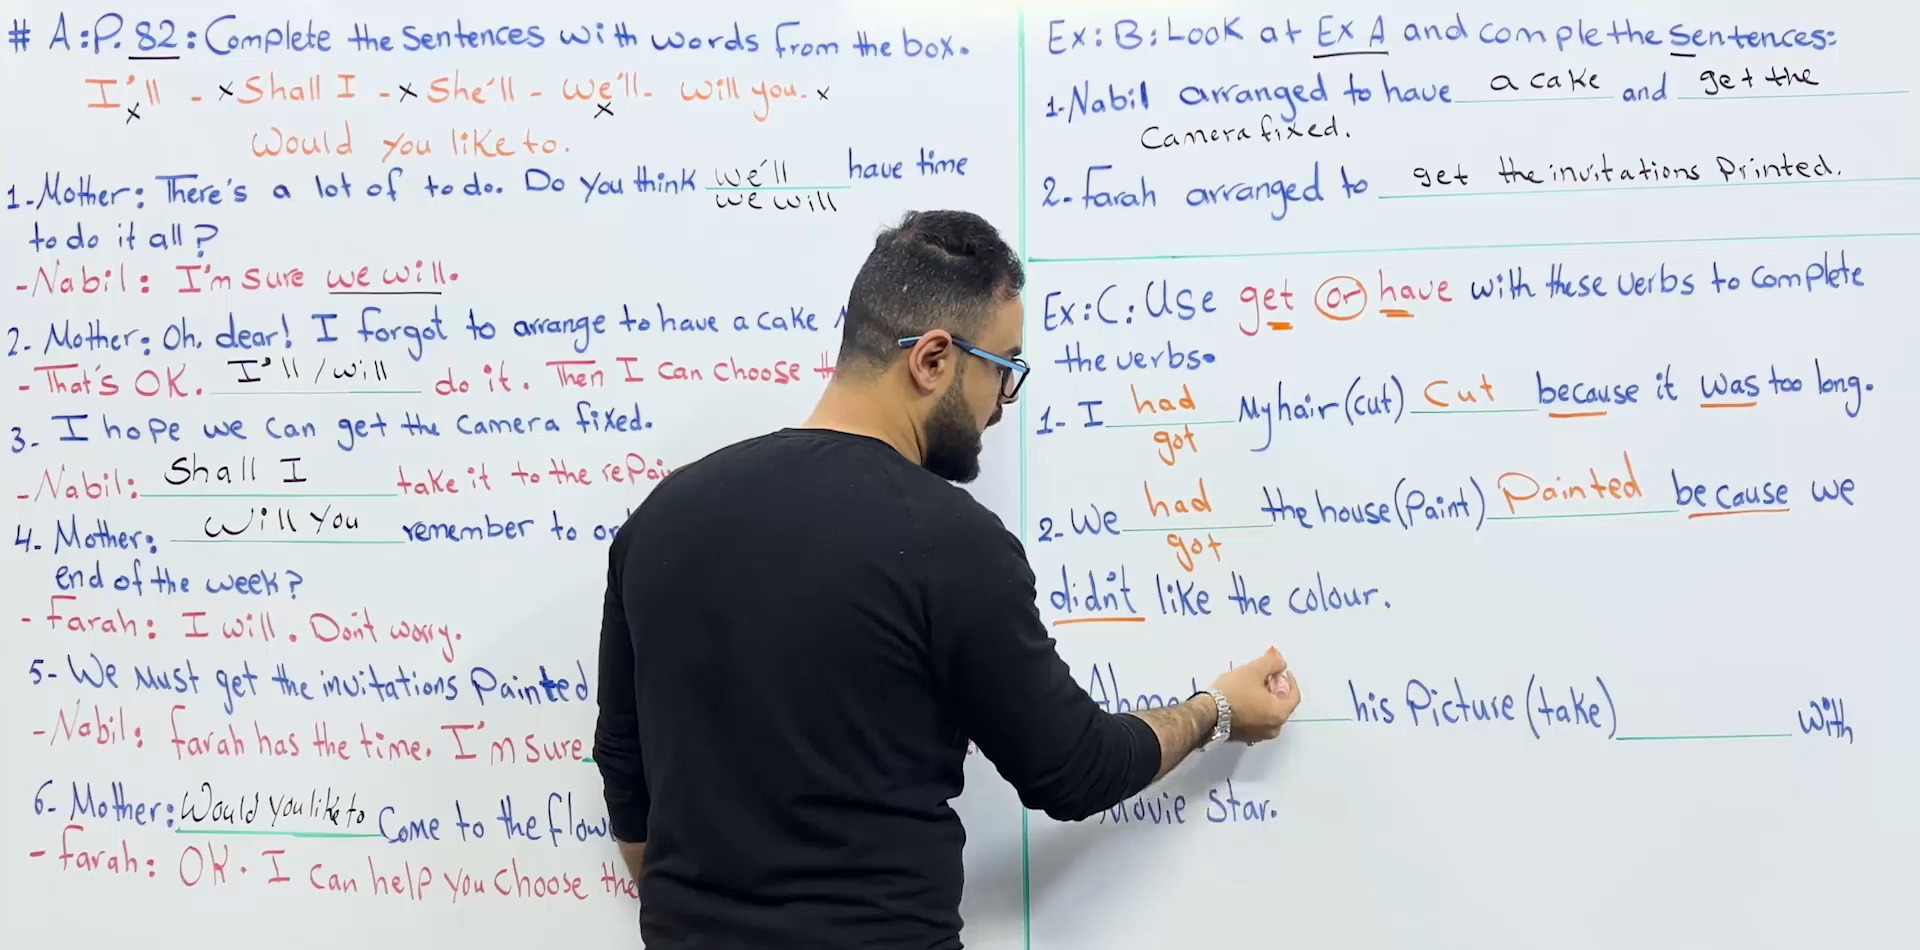 # A:P. 82: Complete the sentences with words from the box.
I'll - x Shall I - x She'll - we'll - will you - x
x x
Would you like to.
1-Mother: There's a lot of to do. Do you think we'll have time
we will
to do it all?
-Nabil: I'm sure we will.
2- Mother: Oh, dear! I forgot to arrange to have a cake
- That's OK. I'll / will do it. Then I can choose
3- I hope we can get the camera fixed.
-Nabil: Shall I take it to the
4- Mother: Will you remember to
end of the week?
- Farah: I will. Don't worry.
5- We must get the invitations Painted
-Nabil: farah has the time. I'm sure
6- Mother: Would you like to Come to the
- Farah: OK. I can help you choose the
Ex: B: Look at Ex A and complete the sentences:
1-Nabil arranged to have a cake and get the
Camera fixed.
2- Farah arranged to get the invitations Printed.
Ex: C: Use get or have with these verbs to complete
the verbs.
1- I had My hair (cut) Cut because it was too long.
got
2- We had the house (Paint) Painted because we
got
didn't like the colour.
his Picture (take) with
Movie Star.